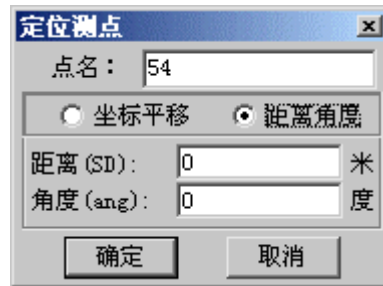 定位测点
点名: 54
坐标平移 距离角度
距离(SD): 0 米
角度(ang): 0 度
确定 取消